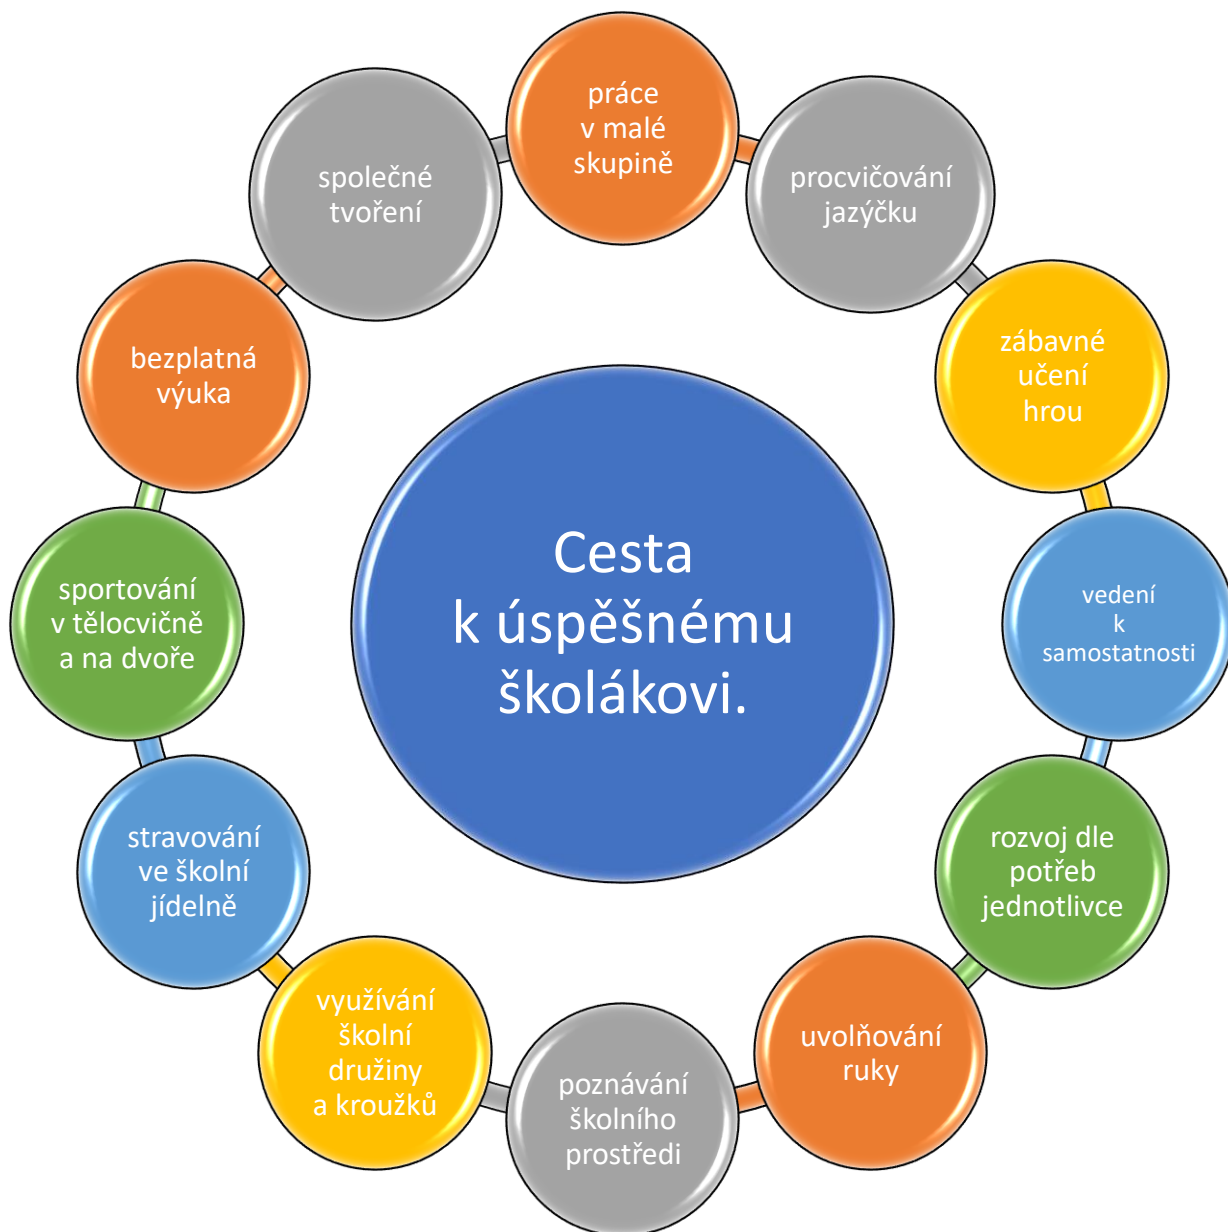 práce
v malé
skupině
procvičování
jazýčku
zábavné
učení
hrou
vedení
k
samostatnosti
rozvoj dle
potřeb
jednotlivce
uvolňování
ruky
poznávání
školního
prostředi
využívání
školní
družiny
a kroužků
stravování
ve školní
jídelně
sportování
v tělocvičně
a na dvoře
bezplatná
výuka
společné
tvoření
Cesta
k úspěšnému
školákovi.